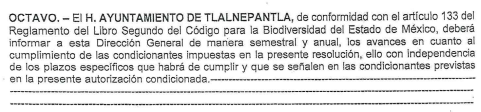 OCTAVO. – El H. AYUNTAMIENTO DE TLALNEPANTLA, de conformidad con el artículo 133 del
Reglamento del Libro Segundo del Código para la Biodiversidad del Estado de México, deberá
informar a esta Dirección General de manera semestral y anual, los avances en cuanto al
cumplimiento de las condicionantes impuestas en la presente resolución, ello con independencia
de los plazos específicos que habrá de cumplir y que se señalen en las condicionantes previstas
en la presente autorización condicionada.